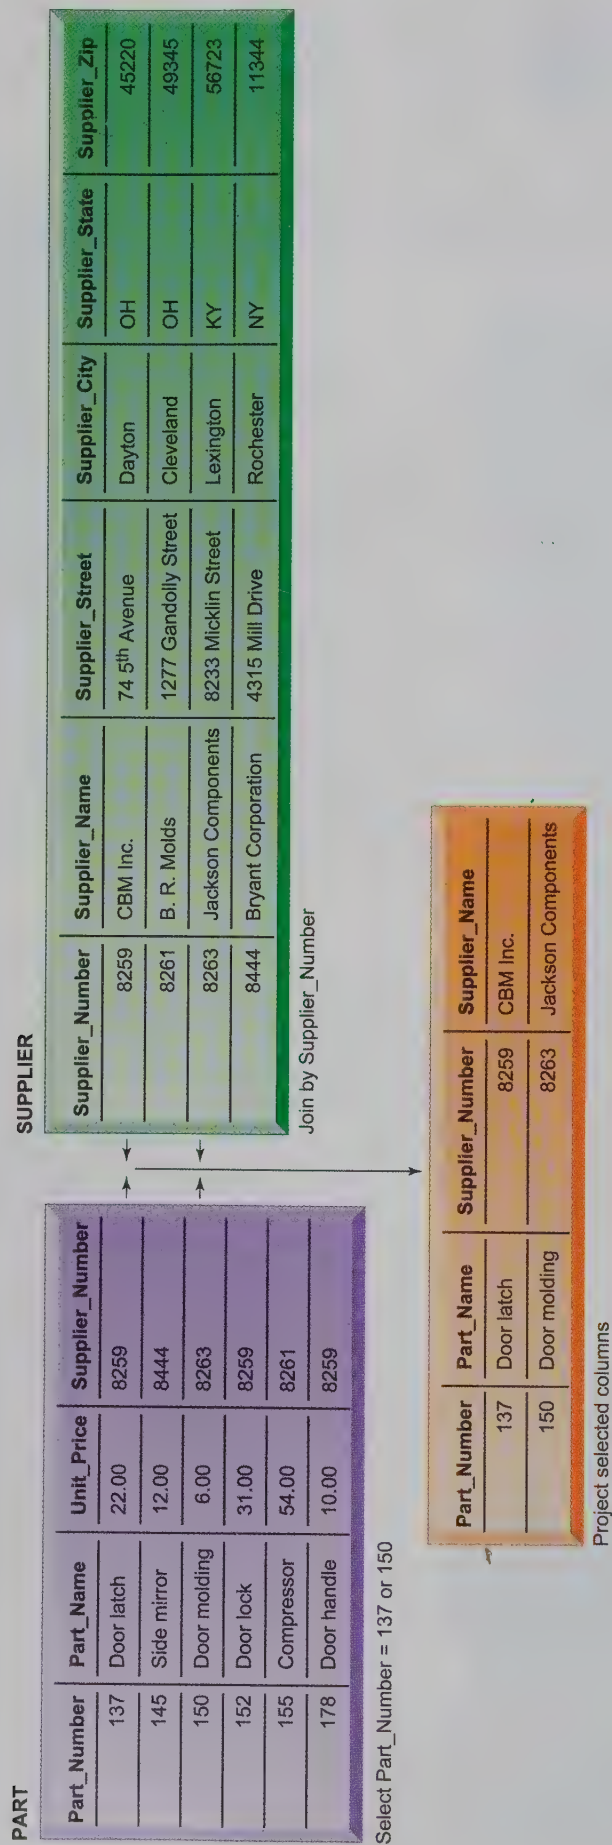 PART
Part_Number Part_Name Unit_Price Supplier_Number
137 Door latch 22.00 8259
145 Side mirror 12.00 8444
150 Door molding 6.00 8263
152 Door lock 31.00 8259
155 Compressor 54.00 8261
178 Door handle 10.00 8259
Select Part_Number = 137 or 150
SUPPLIER
Supplier_Number Supplier_Name Supplier_Street Supplier_City Supplier_State Supplier_Zip
8259 CBM Inc. 74 5th Avenue Dayton OH 45220
8261 B. R. Molds 1277 Gandolly Street Cleveland OH 49345
8263 Jackson Components 8233 Micklin Street Lexington KY 56723
8444 Bryant Corporation 4315 Mill Drive Rochester NY 11344
Join by Supplier_Number
Part_Number Part_Name Supplier_Number Supplier_Name
137 Door latch 8259 CBM Inc.
150 Door molding 8263 Jackson Components
Project selected columns